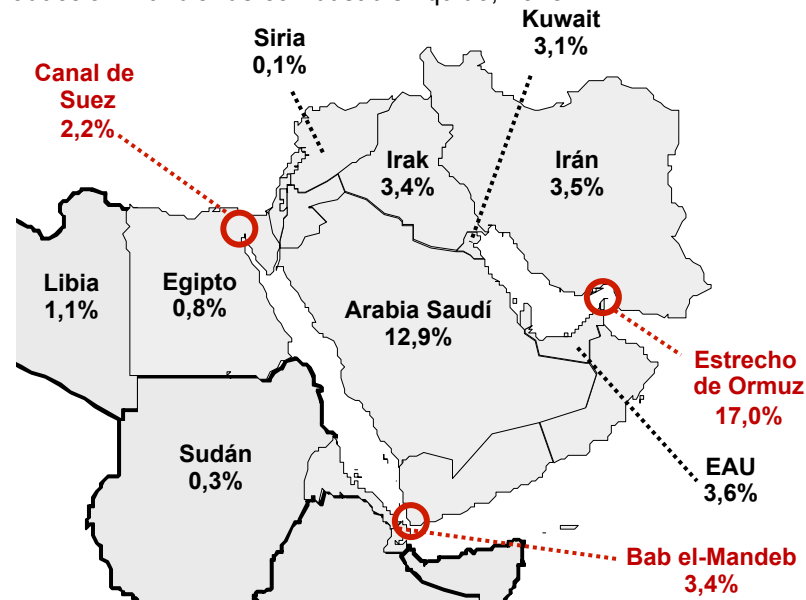 Kuwait
3,1%
Siria
0,1%
Canal de
Suez
2,2%
Irak
3,4%
Irán
3,5%
Libia
1,1%
Egipto
0,8%
Arabia Saudí
12,9%
Estrecho
de Ormuz
17,0%
Sudán
0,3%
EAU
3,6%
Bab el-Mandeb
3,4%